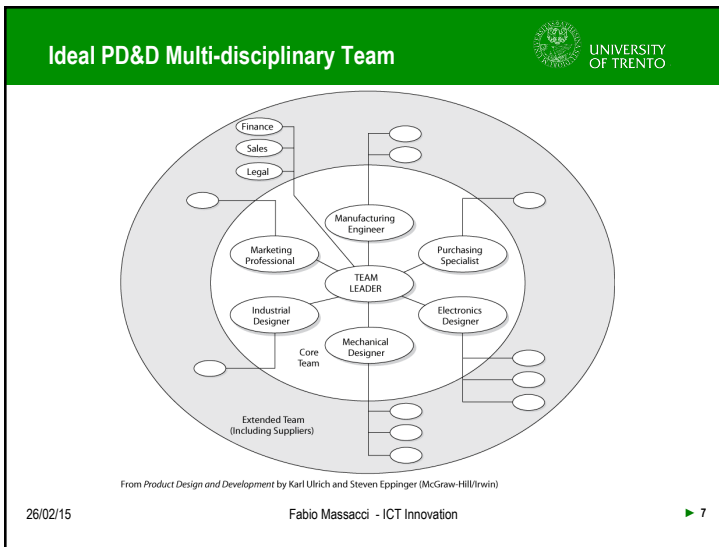 Ideal PD&D Multi-disciplinary Team
UNIVERSITY
OF TRENTO
Finance
Sales
Legal
Manufacturing
Engineer
Marketing
Professional
Purchasing
Specialist
TEAM
LEADER
Industrial
Designer
Electronics
Designer
Mechanical
Designer
Core
Team
Extended Team
(Including Suppliers)
From Product Design and Development by Karl Ulrich and Steven Eppinger (McGraw-Hill/Irwin)
26/02/15
Fabio Massacci - ICT Innovation
► 7